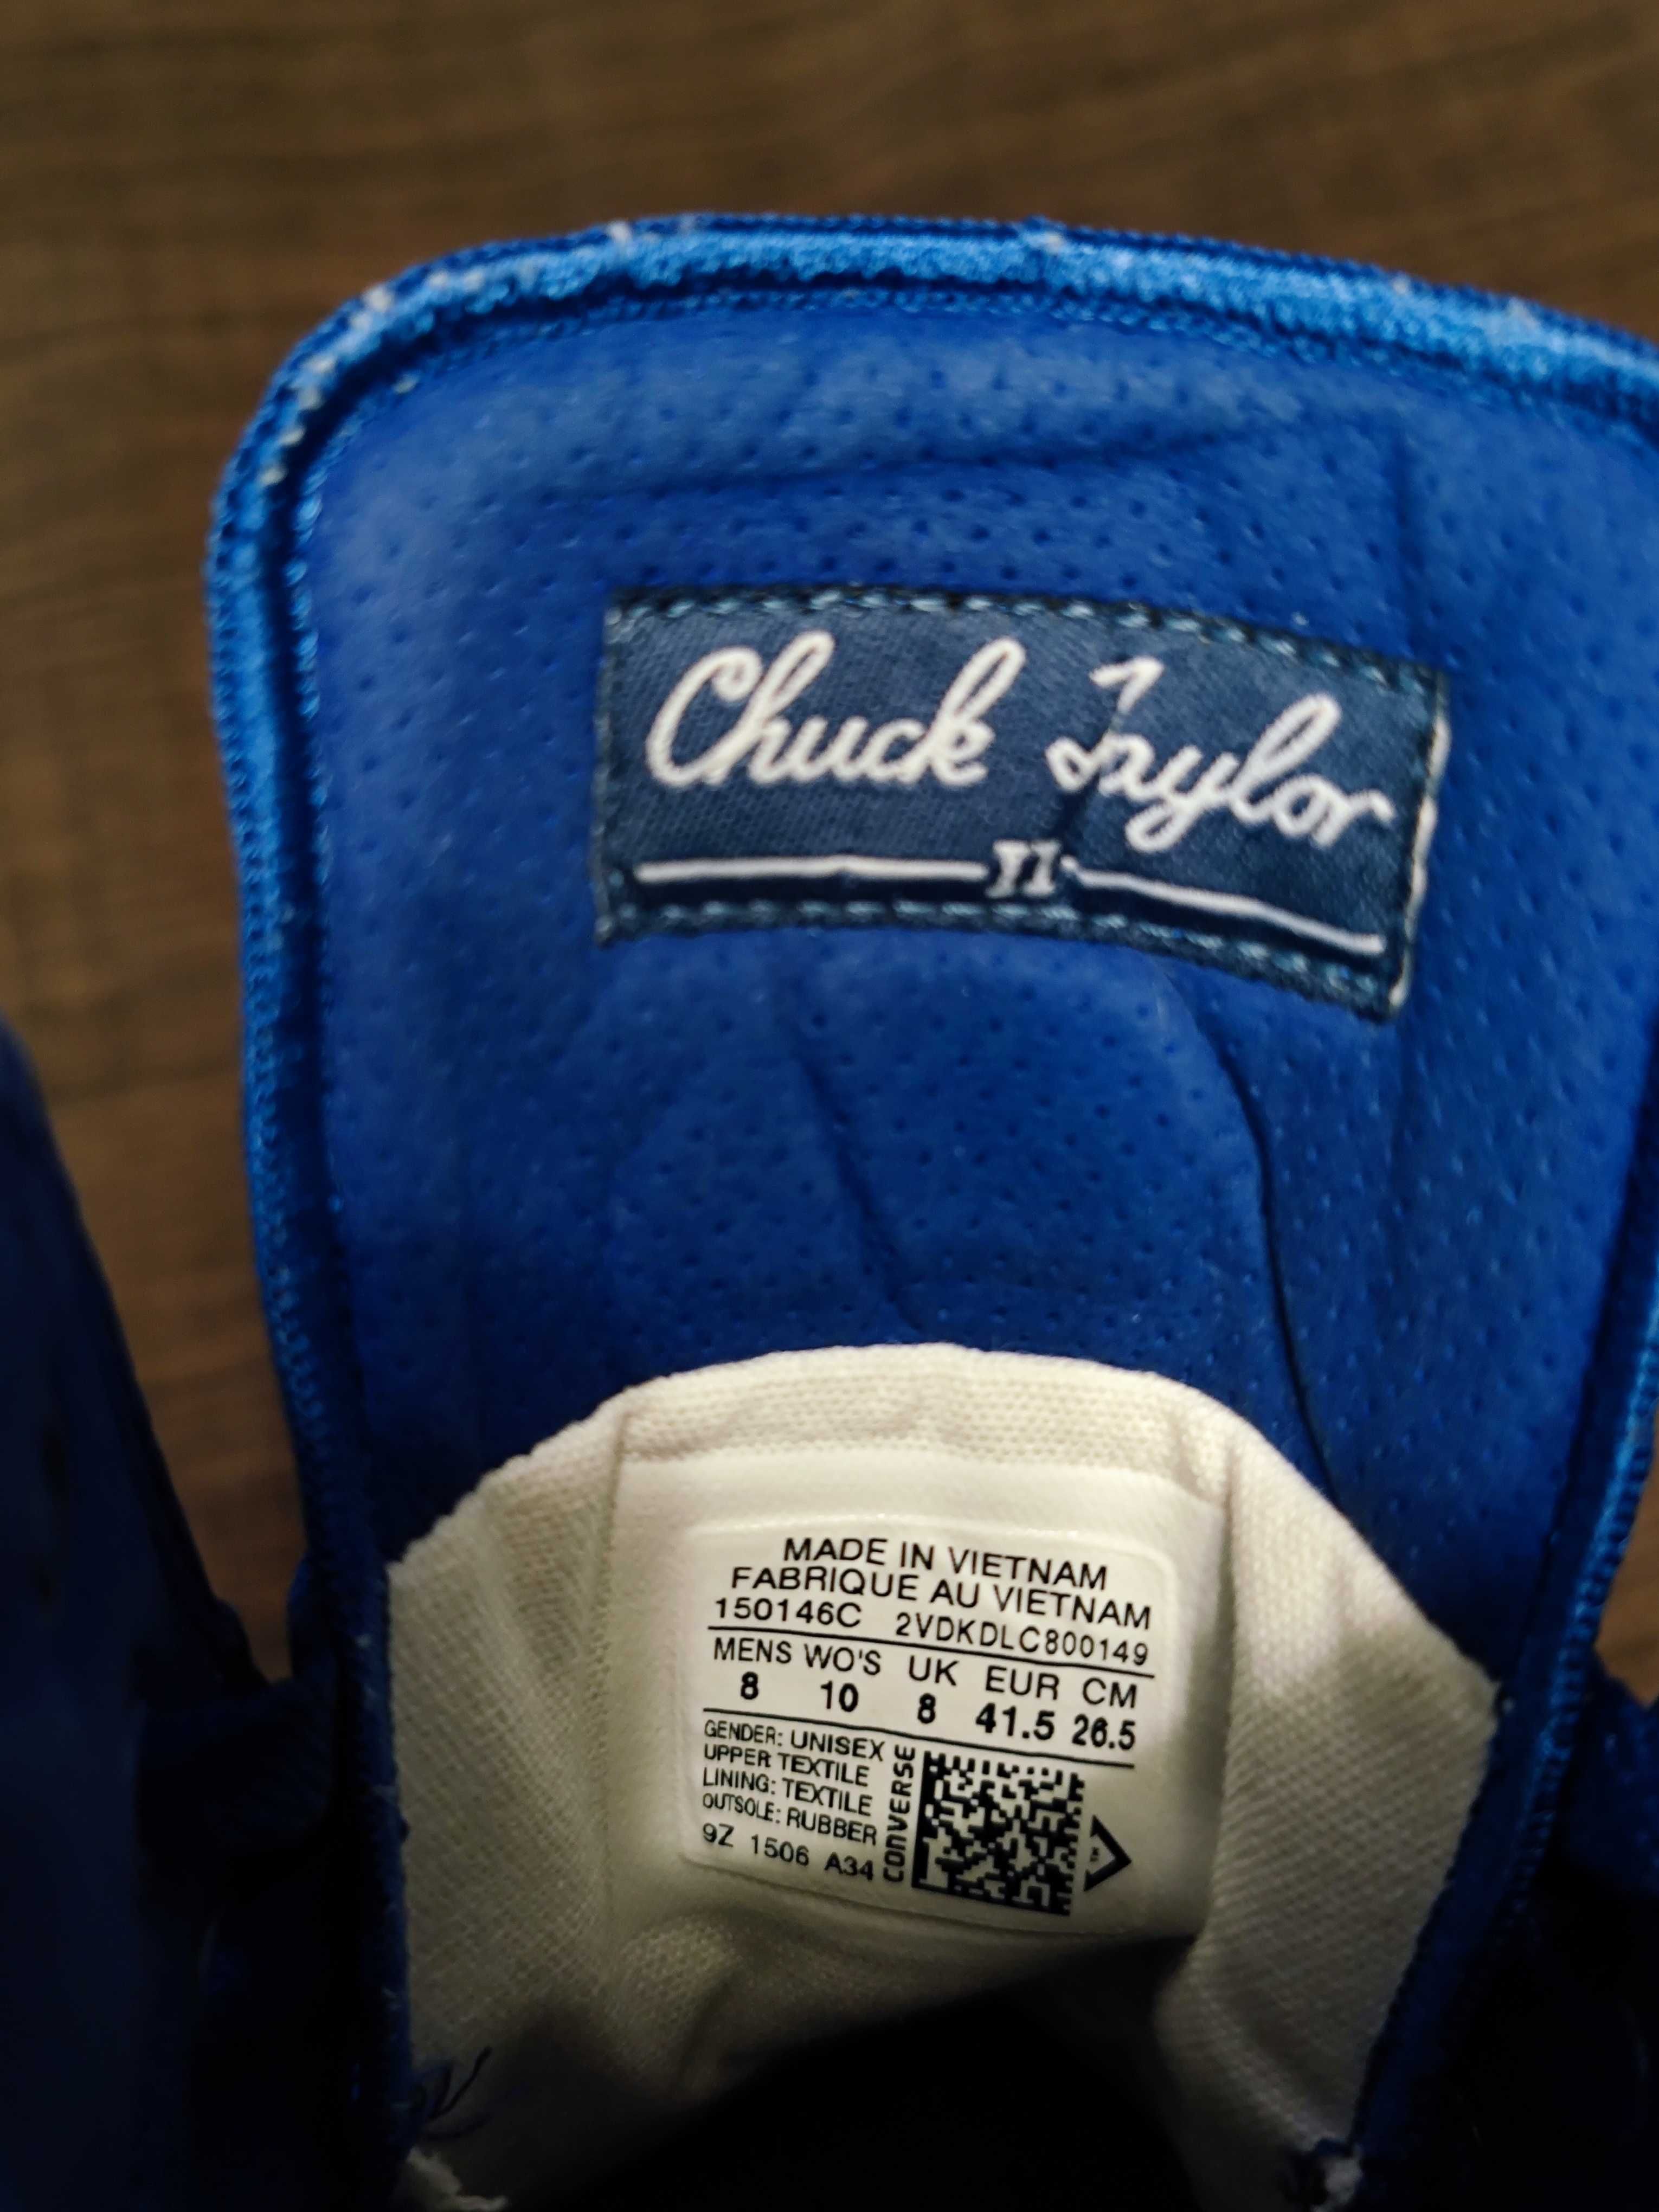 Chuck Taylor
II
MADE IN VIETNAM
FABRIQUE AU VIETNAM
150146C 2VDKDLC800149
MENS WO'S UK EUR CM
8 10 8 41.5 26.5
GENDER: UNISEX
UPPER TEXTILE
LINING: TEXTILE
OUTSOLE: RUBBER
9Z 1506 A34
CONVERSE
TM